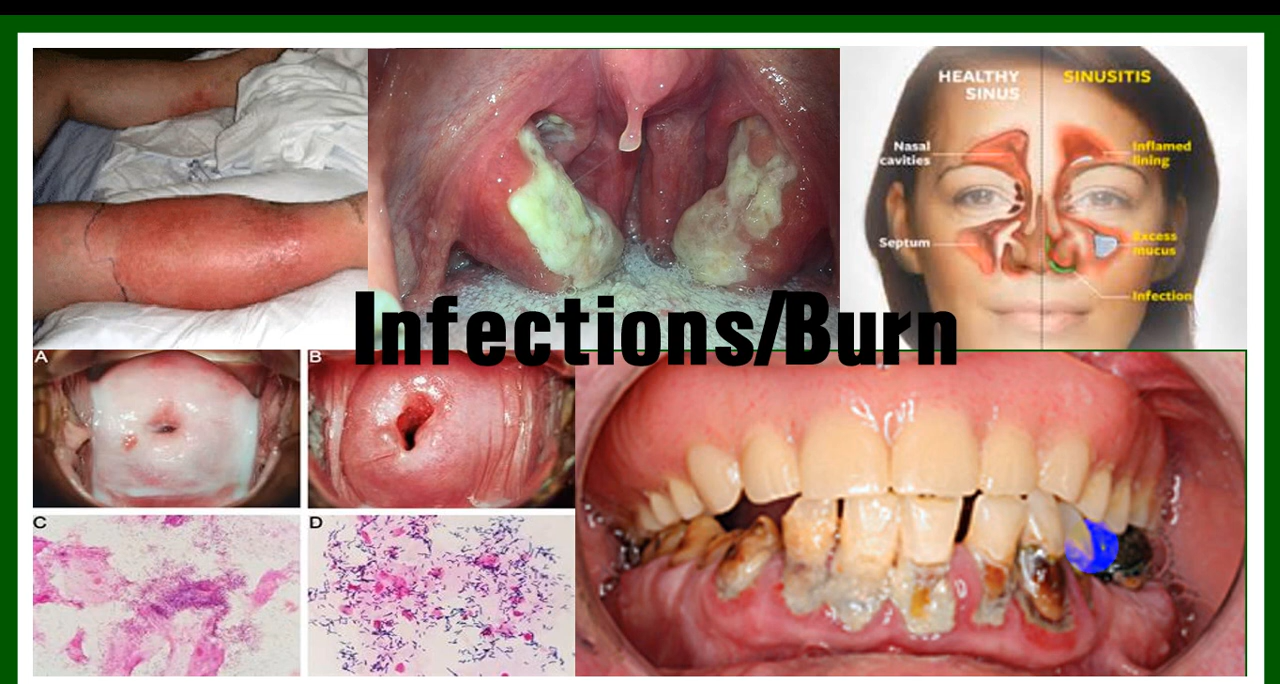 HEALTHY
SINUS
SINUSITIS
Nasal
cavities
Inflamed
lining
Septum
Excess
mucus
Infection
Infections/Burn
A
B
C
D